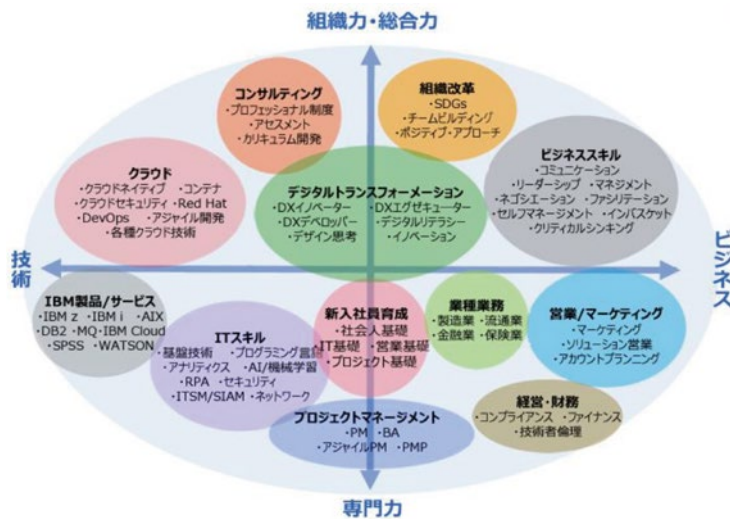 組織力・総合力
コンサルティング
・プロフェッショナル制度
・アセスメント
・カリキュラム開発
組織改革
・SDGs
・チームビルディング
・ポジティブ・アプローチ
クラウド
・クラウドネイティブ ・コンテナ
・クラウドセキュリティ ・Red Hat
・DevOps ・アジャイル開発
・各種クラウド技術
デジタルトランスフォーメーション
・DXイノベーター ・DXエグゼキューター
・DXデベロッパー ・デジタルリテラシー
・デザイン思考 ・イノベーション
ビジネススキル
・コミュニケーション
・リーダーシップ ・マネジメント
・ネゴシエーション ・ファシリテーション
・セルフマネージメント ・インバスケット
・クリティカルシンキング
技術
ビジネス
IBM製品/サービス
・IBM z ・IBM i ・AIX
・DB2 ・MQ ・IBM Cloud
・SPSS ・WATSON
ITスキル
・基盤技術 ・プログラミング言語
・アナリティクス ・AI/機械学習
・RPA ・セキュリティ
・ITSM/SIAM ・ネットワーク
新入社員育成
・社会人基礎
・IT基礎 ・営業基礎
・プロジェクト基礎
業種業務
・製造業 ・流通業
・金融業 ・保険業
営業/マーケティング
・マーケティング
・ソリューション営業
・アカウントプランニング
プロジェクトマネージメント
・PM ・BA
・アジャイルPM ・PMP
経営・財務
・コンプライアンス ・ファイナンス
・技術者倫理
専門力